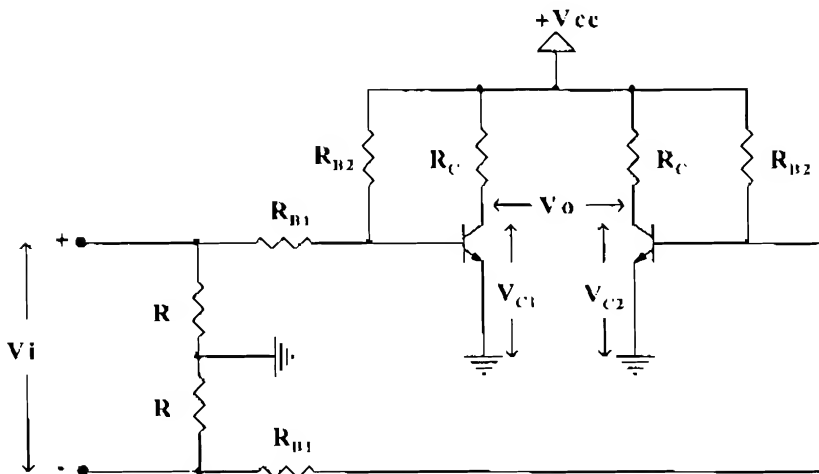 +Vcc
RB2
RC
RC
RB2
Vo
RB1
+
VC1
VC2
R
Vi
R
RB1
-